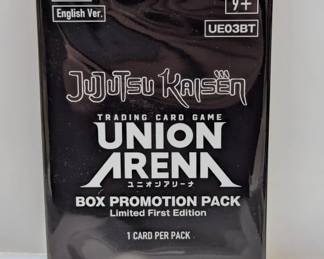 English Ver.
9+
UE03BT
JUJUTSU KAISEN
TRADING CARD GAME
UNION
ARENA
ユニオンアリーナ
BOX PROMOTION PACK
Limited First Edition
1 CARD PER PACK